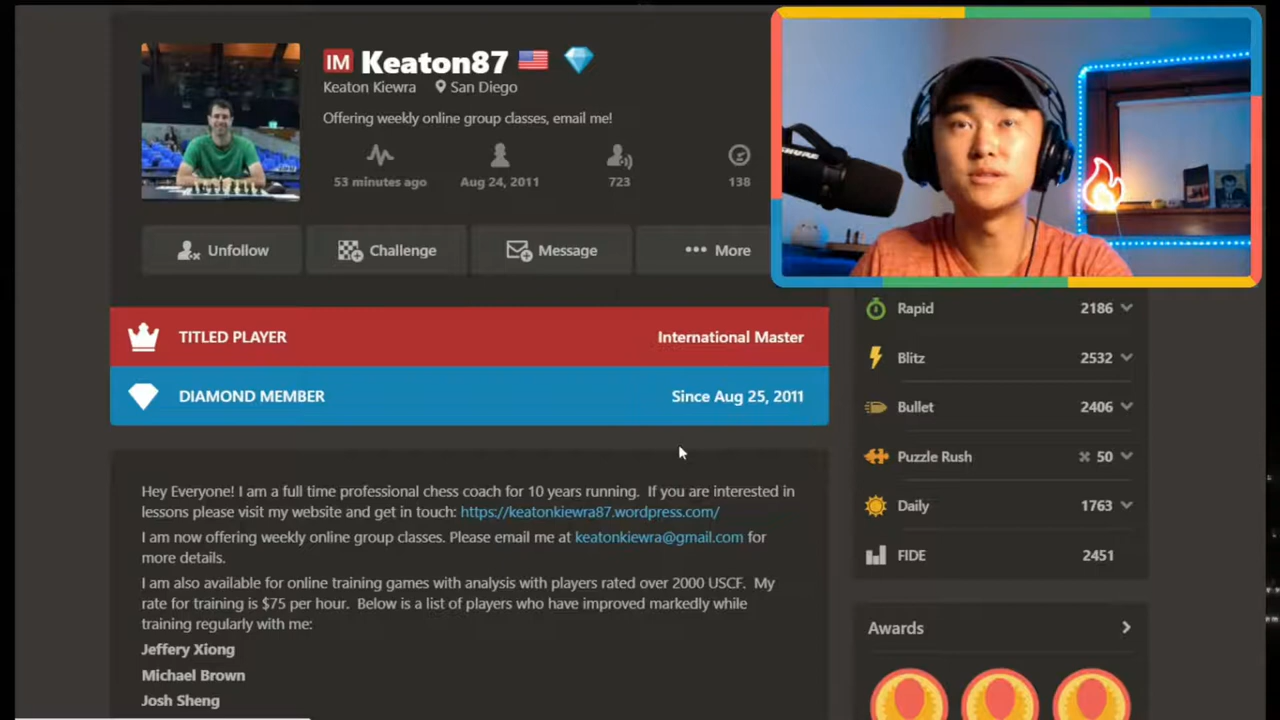 IM Keaton87
Keaton Kiewra San Diego
Offering weekly online group classes, email me!
53 minutes ago Aug 24, 2011 723 138
Unfollow Challenge Message ••• More
SHURE
TITLED PLAYER International Master
DIAMOND MEMBER Since Aug 25, 2011
Hey Everyone! I am a full time professional chess coach for 10 years running. If you are interested in
lessons please visit my website and get in touch: https://keatonkiewra87.wordpress.com/
I am now offering weekly online group classes. Please email me at keatonkiewra@gmail.com for
more details.
I am also available for online training games with analysis with players rated over 2000 USCF. My
rate for training is $75 per hour. Below is a list of players who have improved markedly while
training regularly with me:
Jeffery Xiong
Michael Brown
Josh Sheng
Rapid 2186
Blitz 2532
Bullet 2406
Puzzle Rush 50
Daily 1763
FIDE 2451
Awards